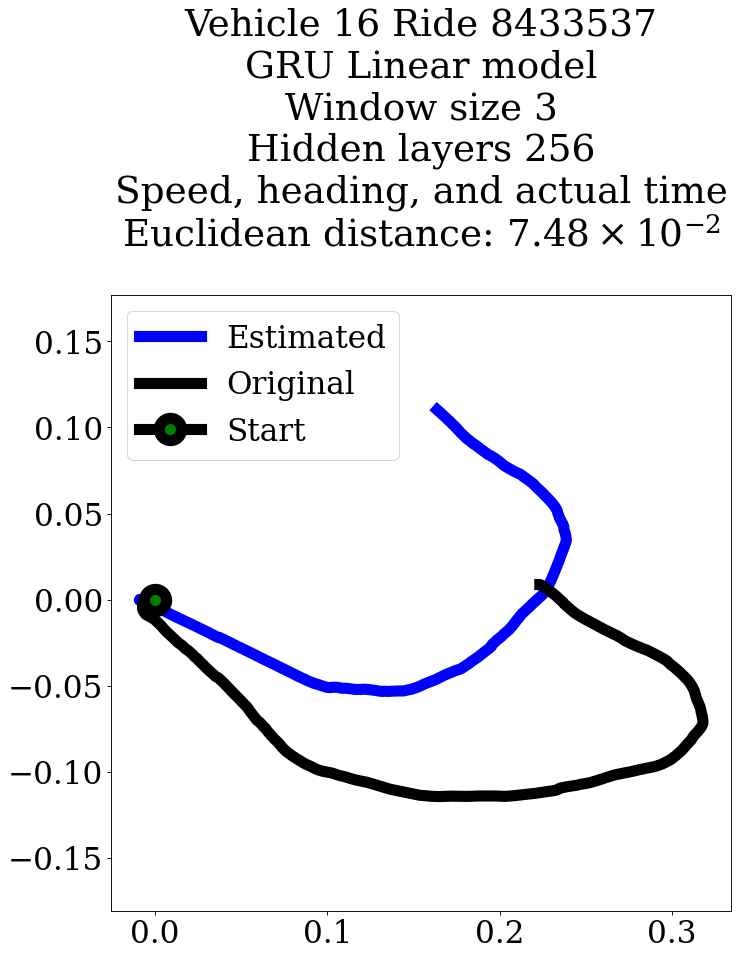 Vehicle 16 Ride 8433537
GRU Linear model
Window size 3
Hidden layers 256
Speed, heading, and actual time
Euclidean distance: 7.48 × 10⁻²
Estimated
Original
Start
0.15
0.10
0.05
0.00
−0.05
−0.10
−0.15
0.0 0.1 0.2 0.3